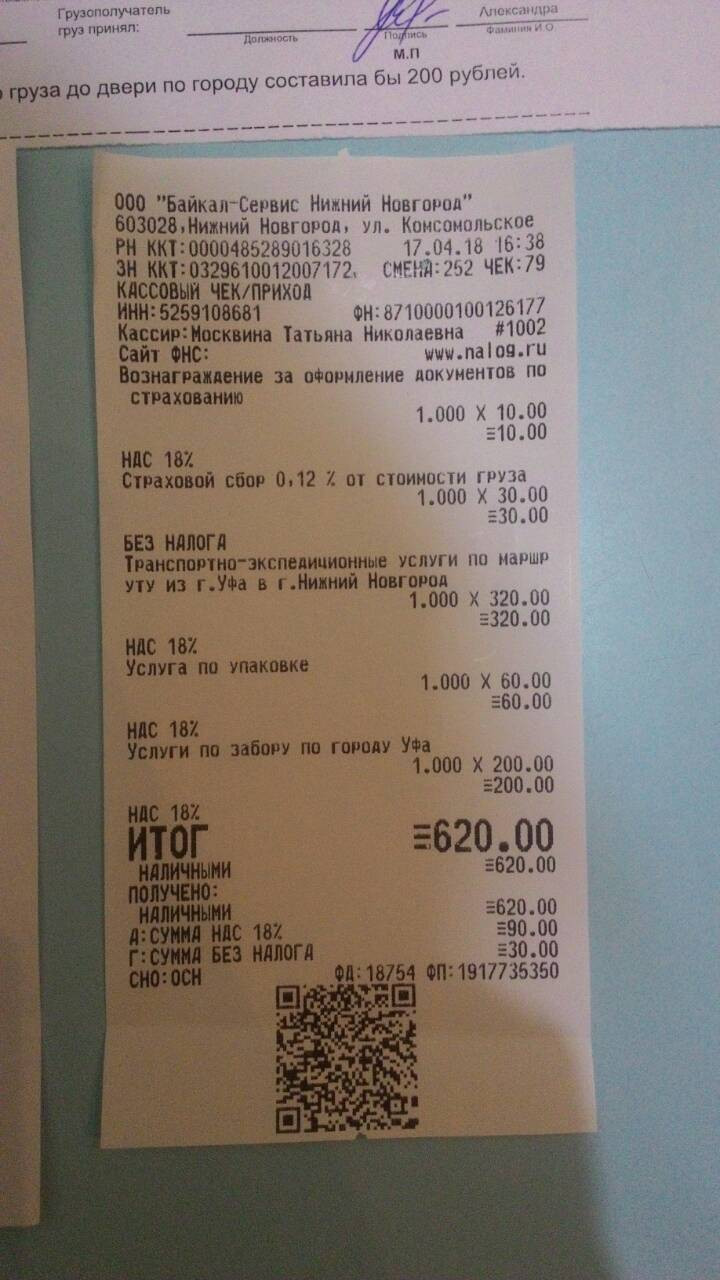 Грузополучатель
груз принял:
Александра
Должность
Подпись
Фамилия И.О.
М.П
груза до двери по городу составила бы 200 рублей.
ООО "Байкал-Сервис Нижний Новгород"
603028,Нижний Новгород, ул. Комсомольское
РН ККТ:0000485289016328 17.04.18 16:38
ЗН ККТ:0329610012007172, СМЕНА:252 ЧЕК:79
КАССОВЫЙ ЧЕК/ПРИХОД
ИНН:5259108681 ФН:8710000100126177
Кассир:Москвина Татьяна Николаевна #1002
Сайт ФНС: www.nalog.ru
Вознаграждение за оформление документов по
страхованию
1.000 X 10.00
≡10.00
НДС 18%
Страховой сбор 0,12 % от стоимости груза
1.000 X 30.00
≡30.00
БЕЗ НАЛОГА
Транспортно-экспедиционные услуги по маршр
уту из г.Уфа в г.Нижний Новгород
1.000 X 320.00
≡320.00
НДС 18%
Услуга по упаковке
1.000 X 60.00
≡60.00
НДС 18%
Услуги по забору по городу Уфа
1.000 X 200.00
≡200.00
НДС 18%
ИТОГ ≡620.00
НАЛИЧНЫМИ ≡620.00
ПОЛУЧЕНО:
НАЛИЧНЫМИ ≡620.00
А:СУММА НДС 18% ≡90.00
Г:СУММА БЕЗ НАЛОГА ≡30.00
СНО:ОСН ФД:18754 ФП:1917735350